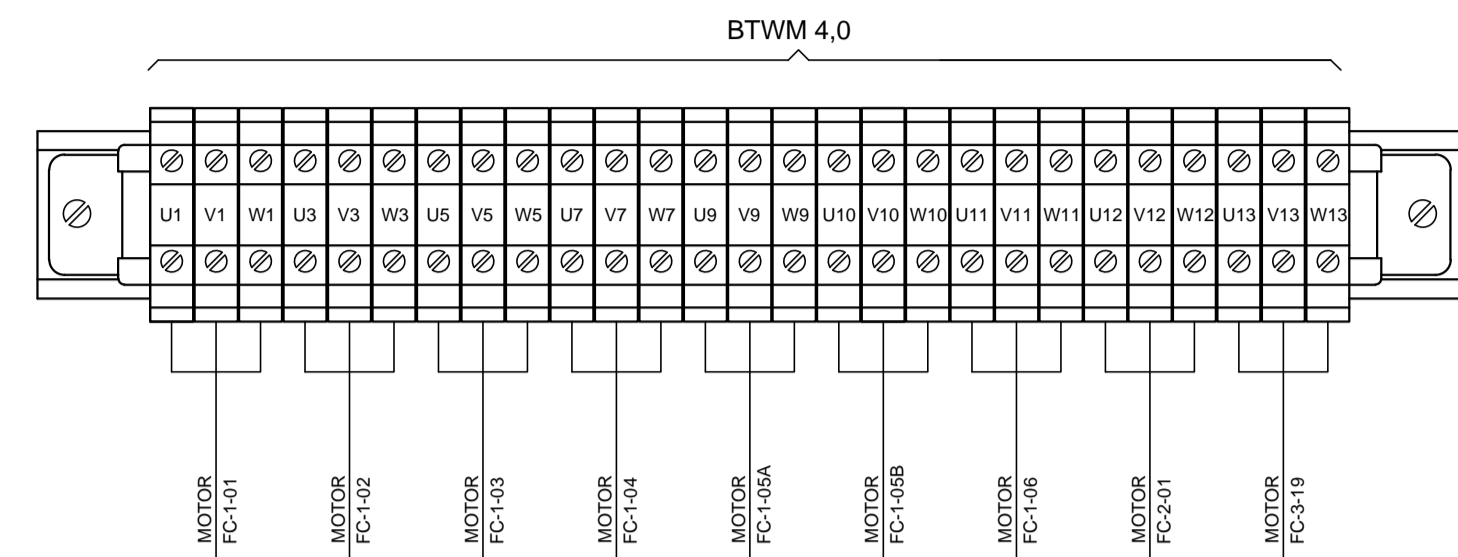 BTWM 4,0
U1 V1 W1 U3 V3 W3 U5 V5 W5 U7 V7 W7 U9 V9 W9 U10 V10 W10 U11 V11 W11 U12 V12 W12 U13 V13 W13
MOTOR
FC-1-01
MOTOR
FC-1-02
MOTOR
FC-1-03
MOTOR
FC-1-04
MOTOR
FC-1-05A
MOTOR
FC-1-05B
MOTOR
FC-1-06
MOTOR
FC-2-01
MOTOR
FC-3-19